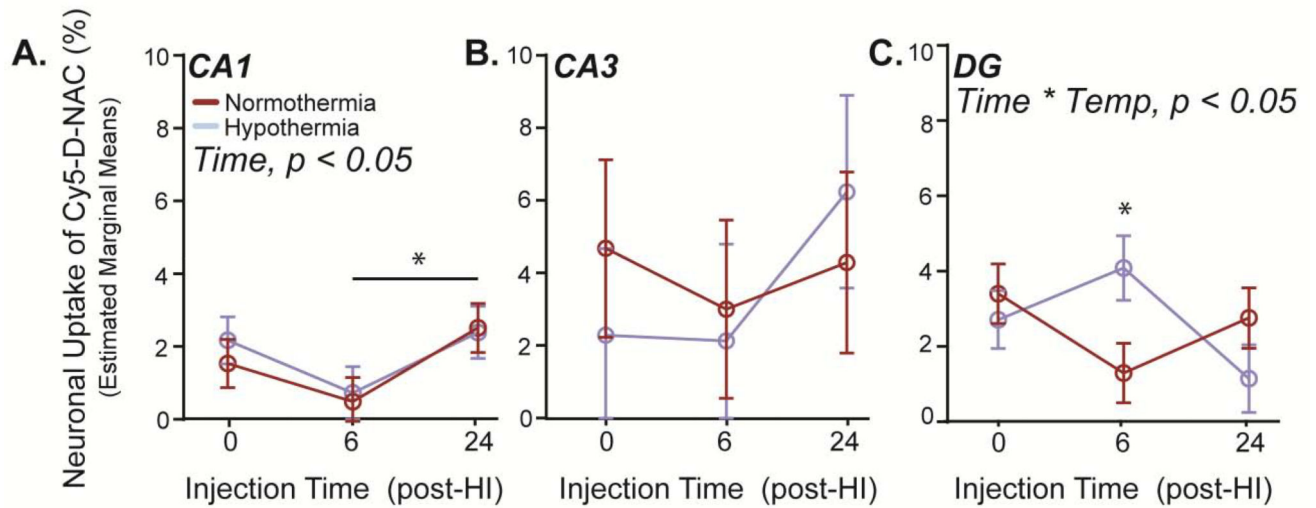 Neuronal Uptake of Cy5-D-NAC (%)
(Estimated Marginal Means)
A.
CA1
Normothermia
Hypothermia
Time, p < 0.05
*
10
8
6
4
2
0
0 6 24
Injection Time (post-HI)
B.
CA3
10
8
6
4
2
0
0 6 24
Injection Time (post-HI)
C.
DG
Time * Temp, p < 0.05
*
10
8
6
4
2
0
0 6 24
Injection Time (post-HI)